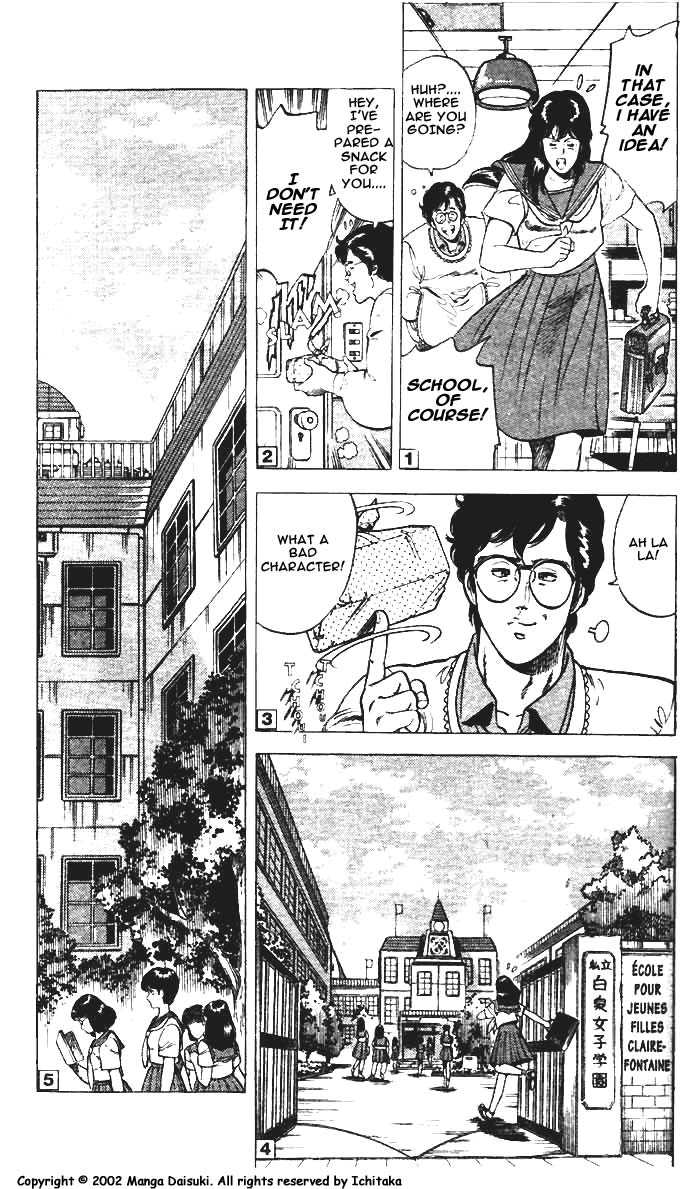 IN
THAT
CASE,
I HAVE
AN
IDEA!
HUH?....
WHERE
ARE YOU
GOING?
SCHOOL,
OF
COURSE!
1
HEY,
I'VE
PRE-
PARED A
SNACK
FOR
YOU....
I
DON'T
NEED
IT!
SLAM
2
AH LA
LA!
WHAT A
BAD
CHARACTER!
TCHOU
TCHOU!
3
私立
白泉女子学園
ÉCOLE
POUR
JEUNES
FILLES
CLAIRE-
FONTAINE
4
5
Copyright © 2002 Manga Daisuki. All rights reserved by Ichitaka